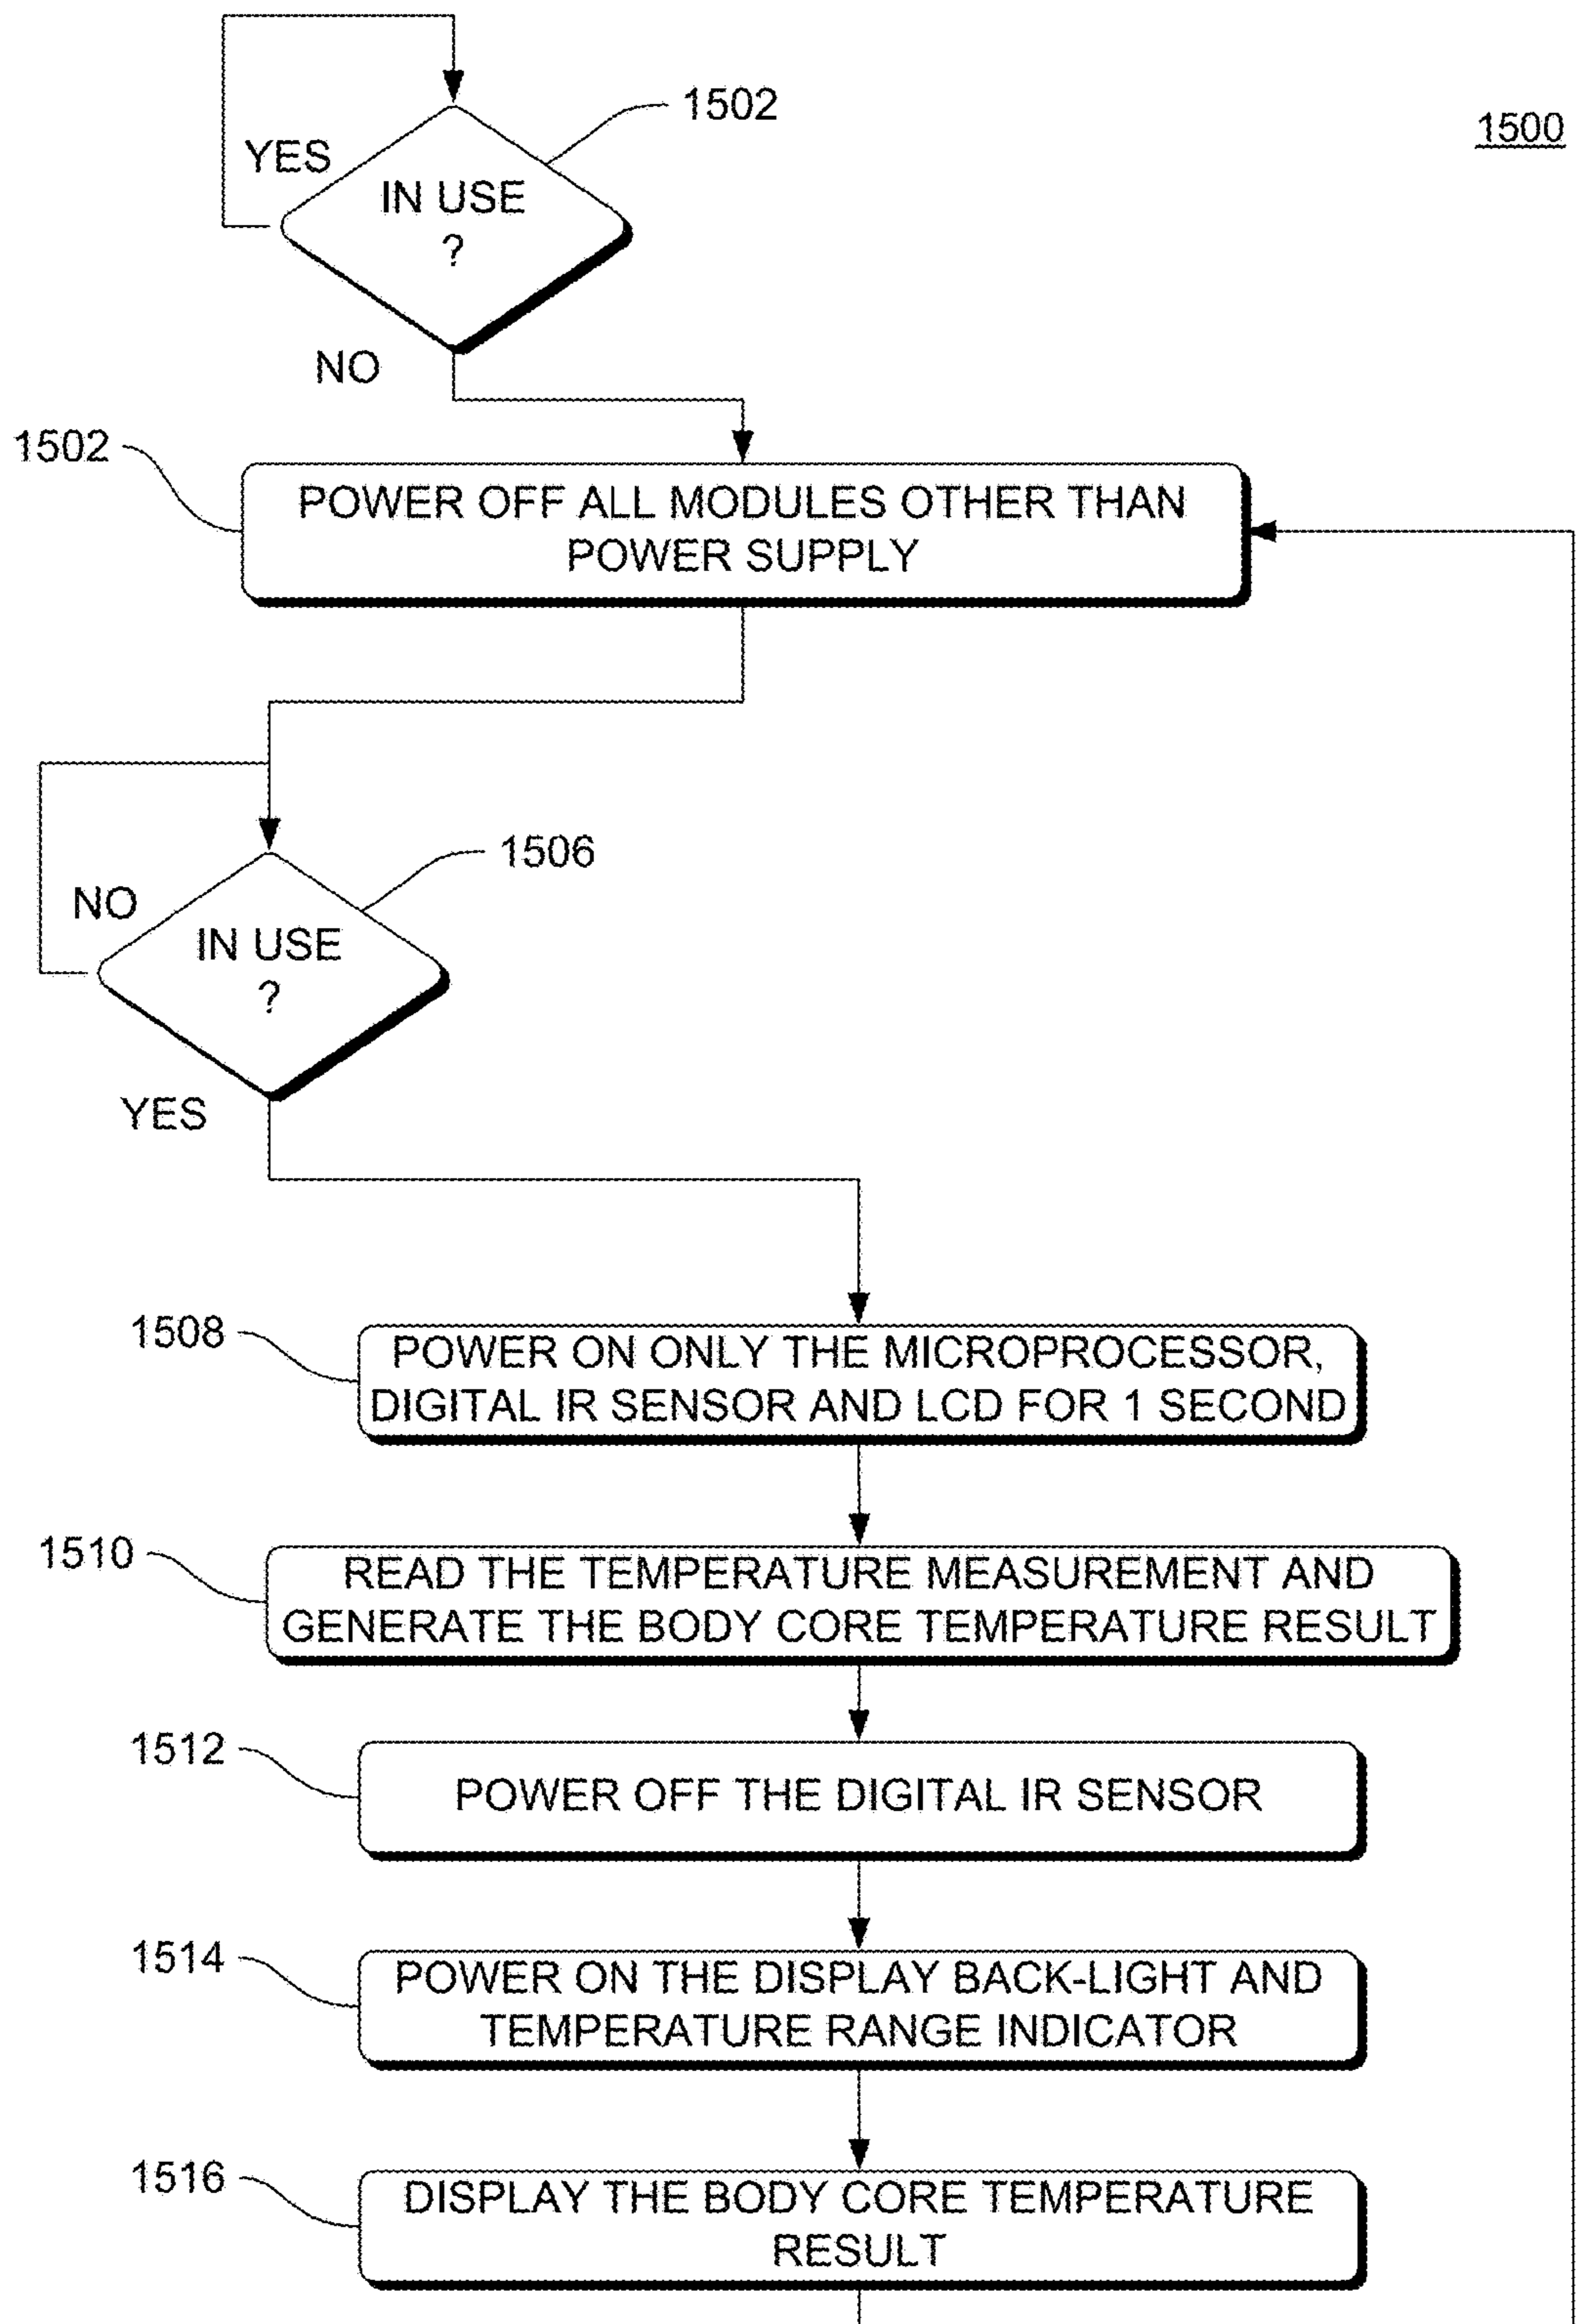 1502
1500
YES
IN USE
?
NO
1502
POWER OFF ALL MODULES OTHER THAN
POWER SUPPLY
1506
NO
IN USE
?
YES
1508
POWER ON ONLY THE MICROPROCESSOR,
DIGITAL IR SENSOR AND LCD FOR 1 SECOND
1510
READ THE TEMPERATURE MEASUREMENT AND
GENERATE THE BODY CORE TEMPERATURE RESULT
1512
POWER OFF THE DIGITAL IR SENSOR
1514
POWER ON THE DISPLAY BACK-LIGHT AND
TEMPERATURE RANGE INDICATOR
1516
DISPLAY THE BODY CORE TEMPERATURE
RESULT